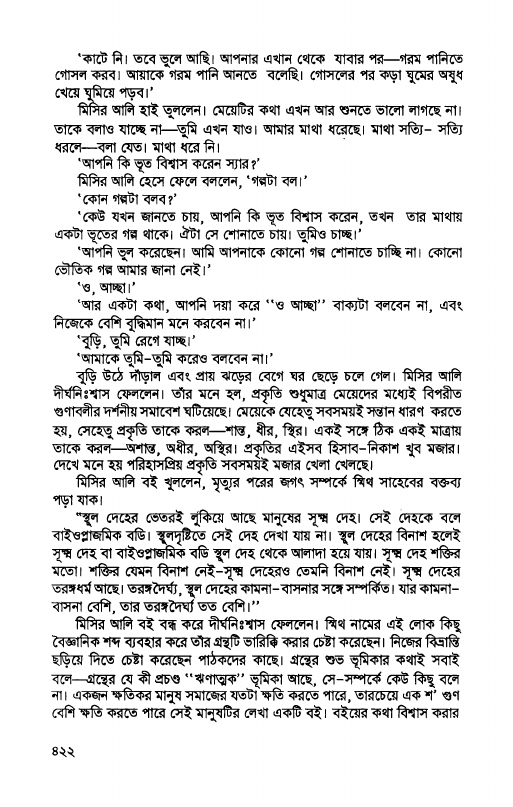 ‘কাটে নি। তবে ভুলে আছি। আপনার এখান থেকে যাবার পর—গরম পানিতে
গোসল করব। আয়াকে গরম পানি আনতে বলেছি। গোসলের পর কড়া ঘুমের অষুধ
খেয়ে ঘুমিয়ে পড়ব।’
মিসির আলি হাই তুললেন। মেয়েটির কথা এখন আর শুনতে ভালো লাগছে না।
তাকে বলাও যাচ্ছে না—তুমি এখন যাও। আমার মাথা ধরেছে। মাথা সত্যি- সত্যি
ধরলে—বলা যেত। মাথা ধরে নি।
‘আপনি কি ভূত বিশ্বাস করেন স্যার?’
মিসির আলি হেসে ফেলে বললেন, ‘গল্পটা বল।’
‘কোন গল্পটা বলব?’
‘কেউ যখন জানতে চায়, আপনি কি ভূত বিশ্বাস করেন, তখন তার মাথায়
একটা ভূতের গল্প থাকে। ঐটা সে শোনাতে চায়। তুমিও চাচ্ছ।’
‘আপনি ভুল করেছেন। আমি আপনাকে কোনো গল্প শোনাতে চাচ্ছি না। কোনো
ভৌতিক গল্প আমার জানা নেই।’
‘ও, আচ্ছা।’
‘আর একটা কথা, আপনি দয়া করে “ও আচ্ছা” বাক্যটা বলবেন না, এবং
নিজেকে বেশি বুদ্ধিমান মনে করবেন না।’
‘বুড়ি, তুমি রেগে যাচ্ছ।’
‘আমাকে তুমি-তুমি করেও বলবেন না।’
বুড়ি উঠে দাঁড়াল এবং প্রায় ঝড়ের বেগে ঘর ছেড়ে চলে গেল। মিসির আলি
দীর্ঘনিঃশ্বাস ফেললেন। তাঁর মনে হল, প্রকৃতি শুধুমাত্র মেয়েদের মধ্যেই বিপরীত
গুণাবলীর দর্শনীয় সমাবেশ ঘটিয়েছে। মেয়েকে যেহেতু সবসময়ই সন্তান ধারণ করতে
হয়, সেহেতু প্রকৃতি তাকে করল—শান্ত, ধীর, স্থির। একই সঙ্গে ঠিক একই মাত্রায়
তাকে করল—অশান্ত, অধীর, অস্থির। প্রকৃতির এইসব হিসাব-নিকাশ খুব মজার।
দেখে মনে হয় পরিহাসপ্রিয় প্রকৃতি সবসময়ই মজার খেলা খেলছে।
মিসির আলি বই খুললেন, মৃত্যুর পরের জগৎ সম্পর্কে স্মিথ সাহেবের বক্তব্য
পড়া যাক।
“স্থূল দেহের ভেতরই লুকিয়ে আছে মানুষের সূক্ষ্ম দেহ। সেই দেহকে বলে
বাইওপ্লাজমিক বডি। স্থূলদৃষ্টিতে সেই দেহ দেখা যায় না। স্থূল দেহের বিনাশ হলেই
সূক্ষ্ম দেহ বা বাইওপ্লাজমিক বডি স্থূল দেহ থেকে আলাদা হয়ে যায়। সূক্ষ্ম দেহ শক্তির
মতো। শক্তির যেমন বিনাশ নেই-সূক্ষ্ম দেহেরও তেমনি বিনাশ নেই। সূক্ষ্ম দেহের
তরঙ্গধর্ম আছে। তরঙ্গদৈর্ঘ্য, স্থূল দেহের কামনা-বাসনার সঙ্গে সম্পর্কিত। যার কামনা-
বাসনা বেশি, তার তরঙ্গদৈর্ঘ্য তত বেশি।”
মিসির আলি বই বন্ধ করে দীর্ঘনিঃশ্বাস ফেললেন। স্মিথ নামের এই লোক কিছু
বৈজ্ঞানিক শব্দ ব্যবহার করে তাঁর গ্রন্থটি ভারিক্কি করার চেষ্টা করেছেন। নিজের বিভ্রান্তি
ছড়িয়ে দিতে চেষ্টা করেছেন পাঠকদের কাছে। গ্রন্থের শুভ ভূমিকার কথাই সবাই
বলে—গ্রন্থের যে কী প্রচণ্ড “ঋণাত্মক” ভূমিকা আছে, সে-সম্পর্কে কেউ কিছু বলে
না। একজন ক্ষতিকর মানুষ সমাজের যতটা ক্ষতি করতে পারে, তারচেয়ে এক শ’ গুণ
বেশি ক্ষতি করতে পারে সেই মানুষটির লেখা একটি বই। বইয়ের কথা বিশ্বাস করার
৪২২